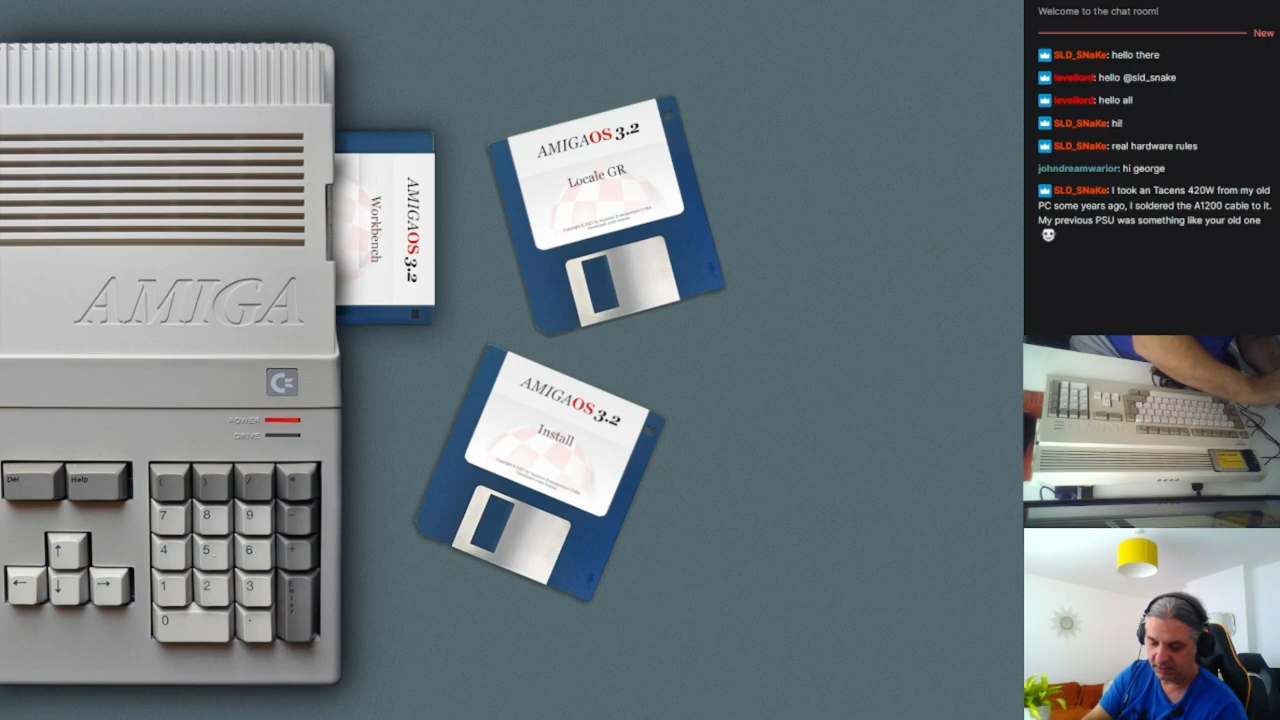 Welcome to the chat room!
New
SLD_SNaKe: hello there
levellord: hello @sld_snake
levellord: hello all
SLD_SNaKe: hi!
SLD_SNaKe: real hardware rules
johndreamwarior: hi george
SLD_SNaKe: I took an Tacens 420W from my old
PC some years ago, I soldered the A1200 cable to it.
My previous PSU was something like your old one
AMIGAOS 3.2
Workbench
AMIGAOS 3.2
Locale GR
AMIGAOS 3.2
Install
AMIGA
POWER
DRIVE
Del
Help
( ) / *
7 8 9 -
4 5 6 +
1 2 3
Enter
0 .
↑
← ↓ →